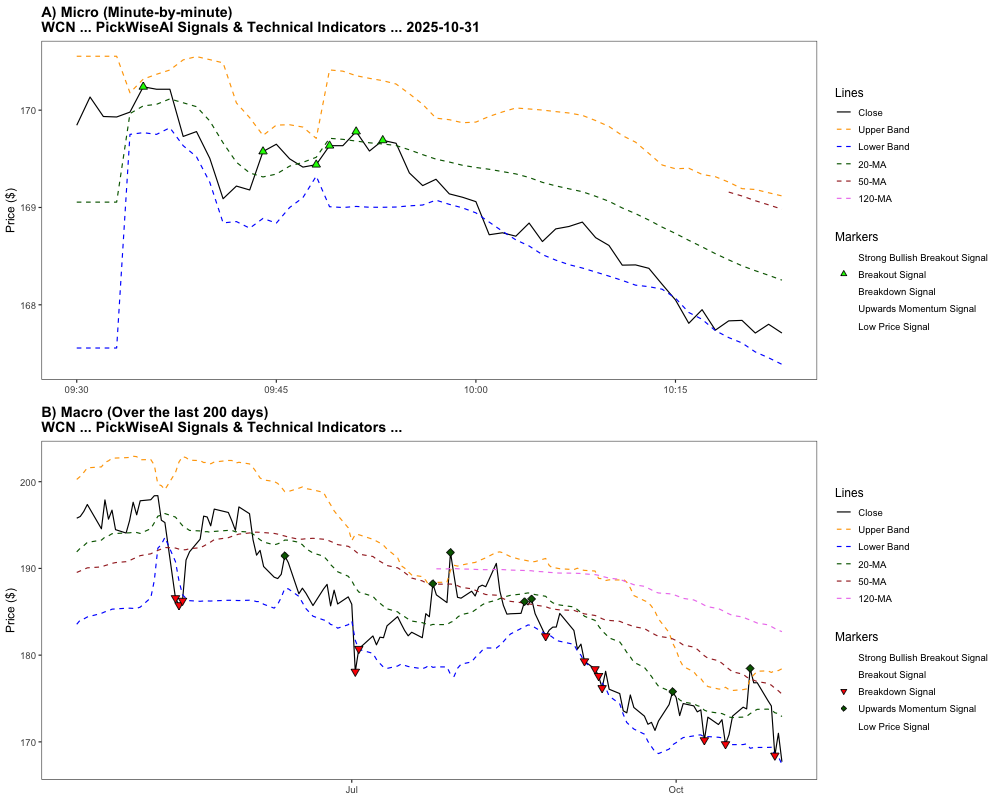 A) Micro (Minute-by-minute)
WCN ... PickWiseAI Signals & Technical Indicators ... 2025-10-31
Price ($)
170
169
168
09:30
09:45
10:00
10:15
Lines
Close
Upper Band
Lower Band
20-MA
50-MA
120-MA
Markers
Strong Bullish Breakout Signal
Breakout Signal
Breakdown Signal
Upwards Momentum Signal
Low Price Signal
B) Macro (Over the last 200 days)
WCN ... PickWiseAI Signals & Technical Indicators ...
Price ($)
200
190
180
170
Jul
Oct
Lines
Close
Upper Band
Lower Band
20-MA
50-MA
120-MA
Markers
Strong Bullish Breakout Signal
Breakout Signal
Breakdown Signal
Upwards Momentum Signal
Low Price Signal